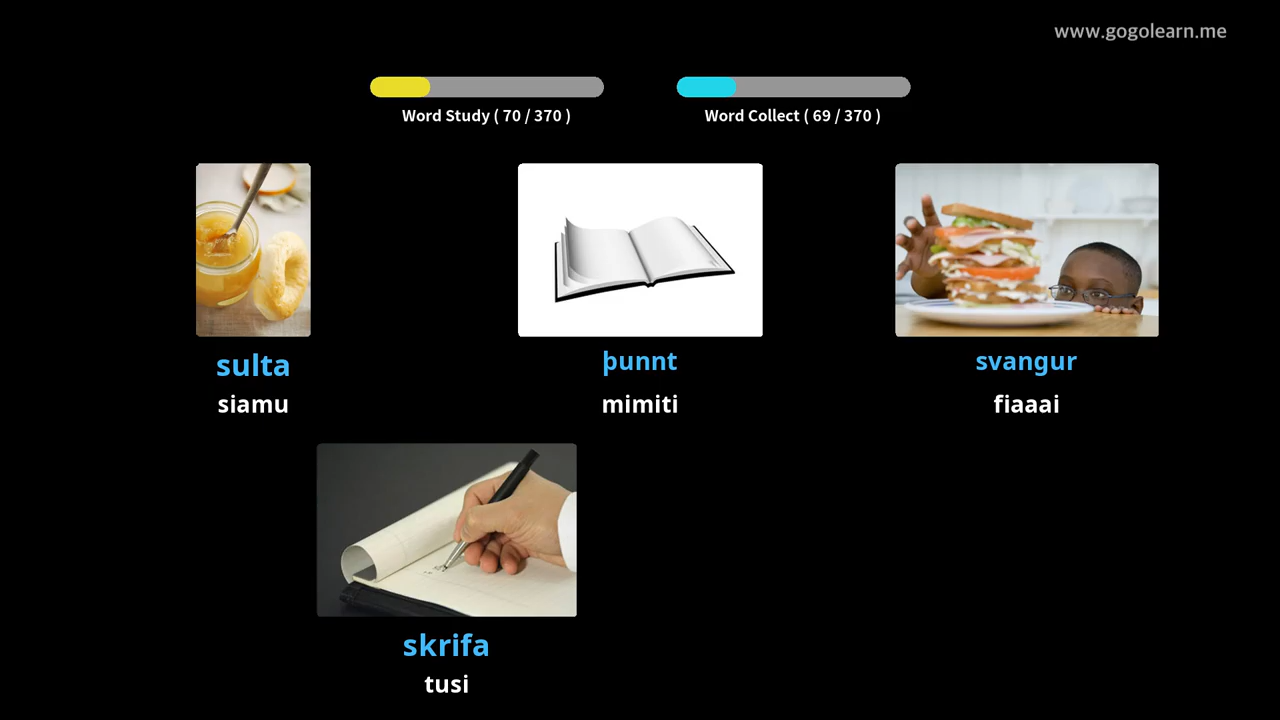 www.gogolearn.me
Word Study ( 70 / 370 )
Word Collect ( 69 / 370 )
sulta
siamu
þunnt
mimiti
svangur
fiaaai
skrifa
tusi